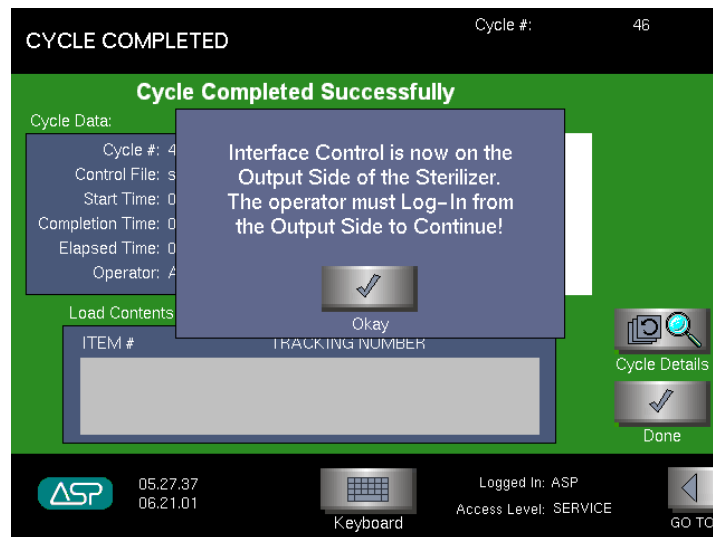 CYCLE COMPLETED
Cycle #: 46
Cycle Completed Successfully
Cycle Data:
Cycle #: 4
Control File: s
Start Time: 0
Completion Time: 0
Elapsed Time: 0
Operator: A
Interface Control is now on the
Output Side of the Sterilizer.
The operator must Log-In from
the Output Side to Continue!
Okay
Load Contents
ITEM #
TRACKING NUMBER
Cycle Details
Done
ASP
05.27.37
06.21.01
Keyboard
Logged In: ASP
Access Level: SERVICE
GO TO